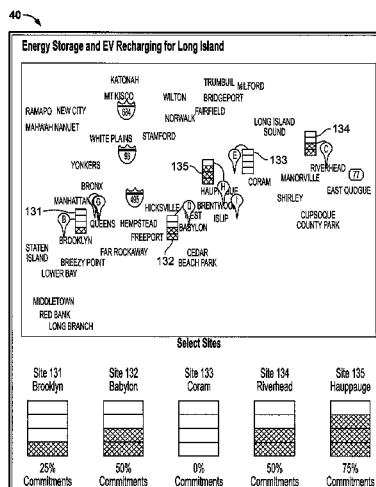 40
Energy Storage and EV Recharging for Long Island
KATONAH
MT KISCO
684
RAMAPO NEW CITY
MAHWAH NANUET
WILTON
TRUMBULL MILFORD
BRIDGEPORT
FAIRFIELD
NORWALK
STAMFORD
WHITE PLAINS
95
YONKERS
LONG ISLAND
SOUND
134
C
RIVERHEAD
77
EAST QUOGUE
MANORVILLE
E
133
CORAM
SHIRLEY
CUPSOQUE
COUNTY PARK
135
H
HAUPPAUGE
BRENTWOOD
I
ISLIP
BRONX
MANHATTAN
G
495
131
B
QUEENS
BROOKLYN
HICKSVILLE
D
WEST
BABYLON
HEMPSTEAD
FREEPORT
132
FAR ROCKAWAY
CEDAR
BEACH PARK
STATEN
ISLAND
BREEZY POINT
LOWER BAY
MIDDLETOWN
RED BANK
LONG BRANCH
Select Sites
Site 131 Site 132 Site 133 Site 134 Site 135
Brooklyn Babylon Coram Riverhead Hauppauge
25% 50% 0% 50% 75%
Commitments Commitments Commitments Commitments Commitments